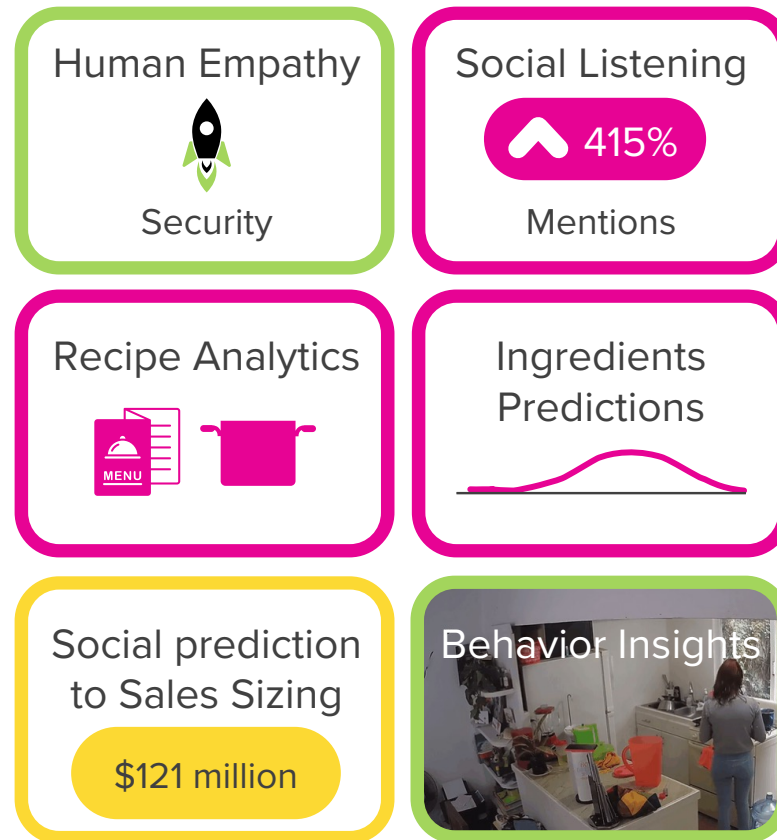 Human Empathy
Security
Social Listening
415%
Mentions
Recipe Analytics
MENU
Ingredients
Predictions
Social prediction
to Sales Sizing
$121 million
Behavior Insights